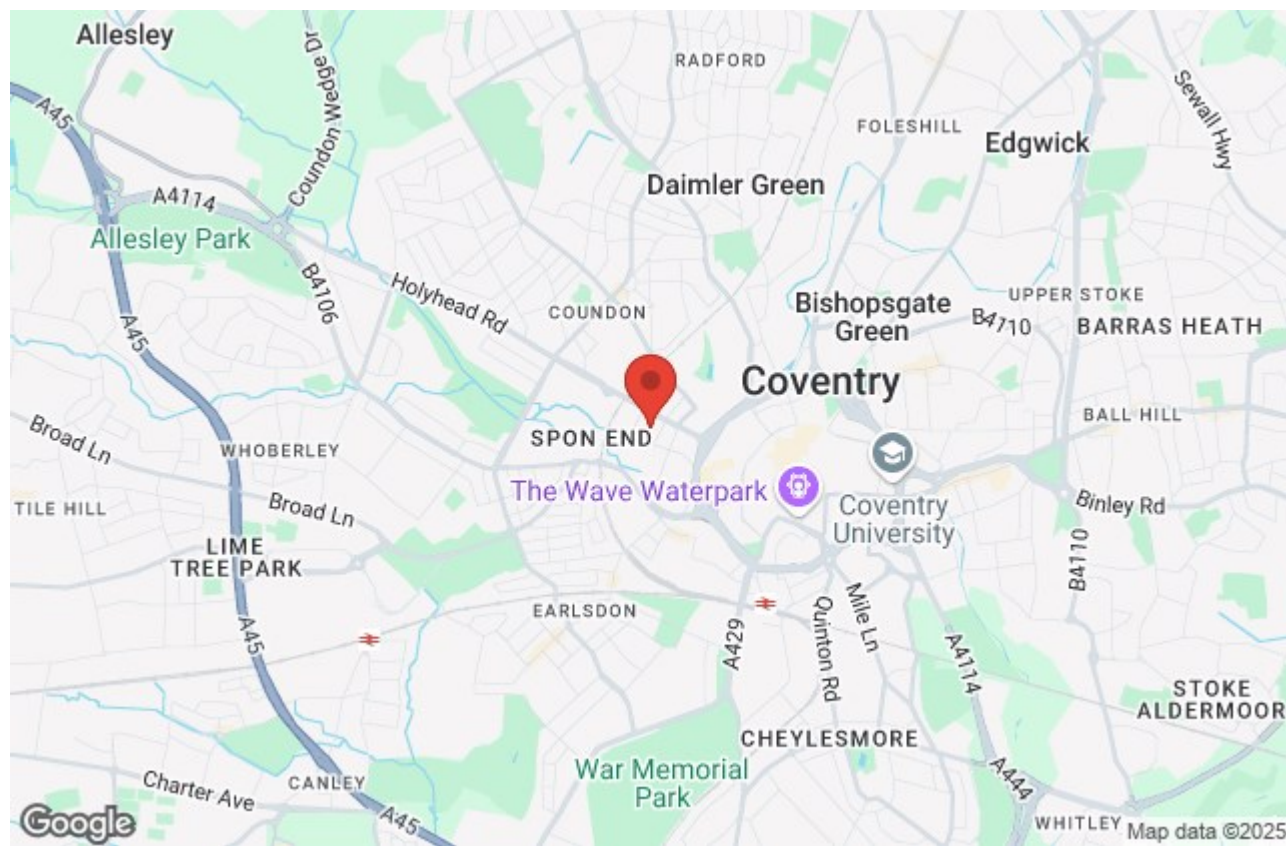 Allesley
RADFORD
Coundon Wedge Dr
Sewall Hwy
A45
FOLESHILL
Edgwick
Daimler Green
A4114
Allesley Park
B4106
Holyhead Rd
COUNDON
Bishopsgate
Green
UPPER STOKE
B4110
BARRAS HEATH
A45
Coventry
BALL HILL
Broad Ln
SPON END
WHOBERLEY
The Wave Waterpark
Coventry
University
Binley Rd
TILE HILL
Broad Ln
LIME
TREE PARK
B4110
EARLSDON
A45
A429
Quinton Rd
Mile Ln
A4114
STOKE
ALDERMOOR
CHEYLESMORE
War Memorial
Park
A444
Charter Ave
CANLEY
A45
WHITLEY
Google
Map data ©2025